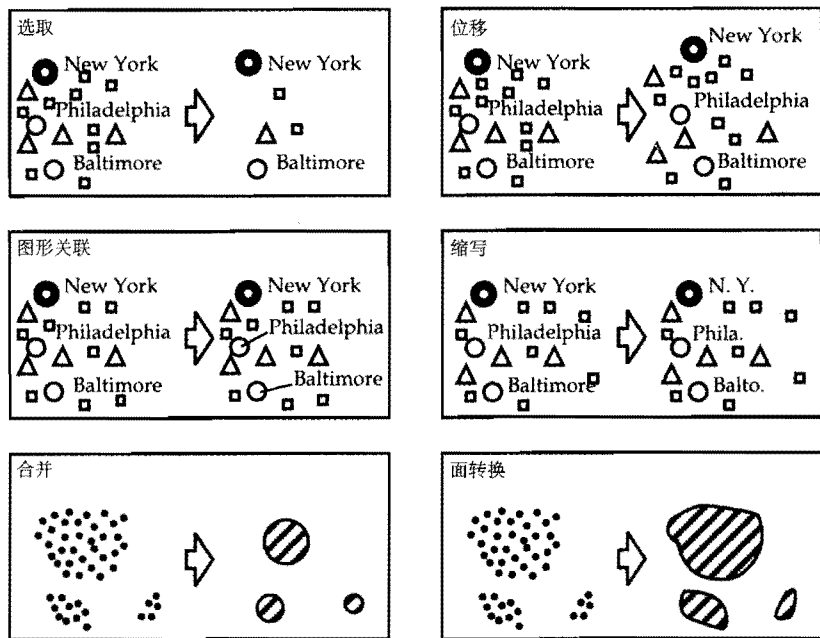 选取
New York
Philadelphia
Baltimore
New York
Baltimore
位移
New York
Philadelphia
Baltimore
New York
Philadelphia
Baltimore
图形关联
New York
Philadelphia
Baltimore
New York
Philadelphia
Baltimore
缩写
New York
Philadelphia
Baltimore
N. Y.
Phila.
Balto.
合并
面转换